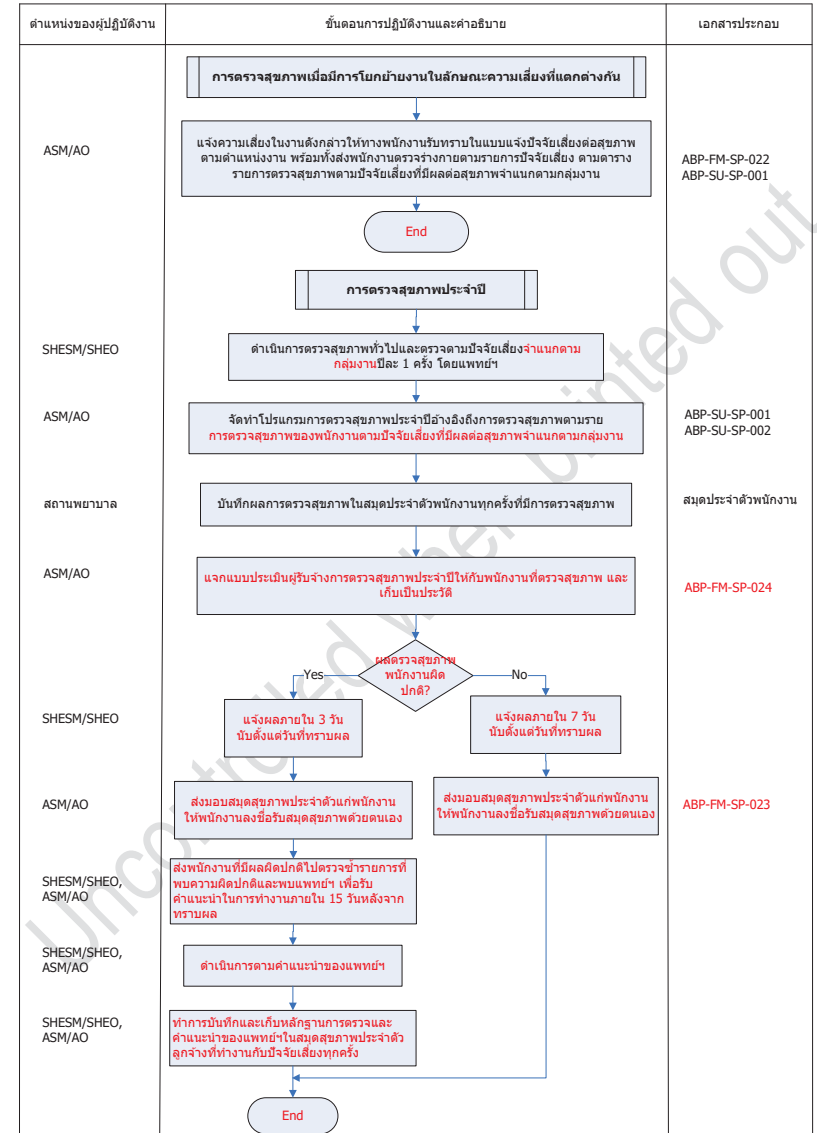 ตำแหน่งของผู้ปฏิบัติงาน
ขั้นตอนการปฏิบัติงานและคำอธิบาย
เอกสารประกอบ
การตรวจสุขภาพเมื่อมีการโยกย้ายงานในลักษณะความเสี่ยงที่แตกต่างกัน
ASM/AO
แจ้งความเสี่ยงในงานดังกล่าวให้ทางพนักงานรับทราบในแบบแจ้งปัจจัยเสี่ยงต่อสุขภาพ
ตามตำแหน่งงาน พร้อมทั้งส่งพนักงานตรวจร่างกายตามรายการปัจจัยเสี่ยง ตามตาราง
รายการตรวจสุขภาพตามปัจจัยเสี่ยงที่มีผลต่อสุขภาพจำแนกตามกลุ่มงาน
ABP-FM-SP-022
ABP-SU-SP-001
End
การตรวจสุขภาพประจำปี
SHESM/SHEO
ดำเนินการตรวจสุขภาพทั่วไปและตรวจตามปัจจัยเสี่ยงจำแนกตาม
กลุ่มงานปีละ 1 ครั้ง โดยแพทย์ฯ
ASM/AO
จัดทำโปรแกรมการตรวจสุขภาพประจำปีอ้างอิงถึงการตรวจสุขภาพตามราย
การตรวจสุขภาพของพนักงานตามปัจจัยเสี่ยงที่มีผลต่อสุขภาพจำแนกตามกลุ่มงาน
ABP-SU-SP-001
ABP-SU-SP-002
สถานพยาบาล
บันทึกผลการตรวจสุขภาพในสมุดประจำตัวพนักงานทุกครั้งที่มีการตรวจสุขภาพ
สมุดประจำตัวพนักงาน
ASM/AO
แจกแบบประเมินผู้รับจ้างการตรวจสุขภาพประจำปีให้กับพนักงานที่ตรวจสุขภาพ และ
เก็บเป็นประวัติ
ABP-FM-SP-024
ผลตรวจสุขภาพ
พนักงานผิด
ปกติ?
Yes
No
SHESM/SHEO
แจ้งผลภายใน 3 วัน
นับตั้งแต่วันที่ทราบผล
แจ้งผลภายใน 7 วัน
นับตั้งแต่วันที่ทราบผล
ASM/AO
ส่งมอบสมุดสุขภาพประจำตัวแก่พนักงาน
ให้พนักงานลงชื่อรับสมุดสุขภาพด้วยตนเอง
ส่งมอบสมุดสุขภาพประจำตัวแก่พนักงาน
ให้พนักงานลงชื่อรับสมุดสุขภาพด้วยตนเอง
ABP-FM-SP-023
SHESM/SHEO,
ASM/AO
ส่งพนักงานที่มีผลผิดปกติไปตรวจซ้ำรายการที่
พบความผิดปกติและพบแพทย์ฯ เพื่อรับ
คำแนะนำในการทำงานภายใน 15 วันหลังจาก
ทราบผล
SHESM/SHEO,
ASM/AO
ดำเนินการตามคำแนะนำของแพทย์ฯ
SHESM/SHEO,
ASM/AO
ทำการบันทึกและเก็บหลักฐานการตรวจและ
คำแนะนำของแพทย์ฯในสมุดสุขภาพประจำตัว
ลูกจ้างที่ทำงานกับปัจจัยเสี่ยงทุกครั้ง
End
Uncontrolled when printed out